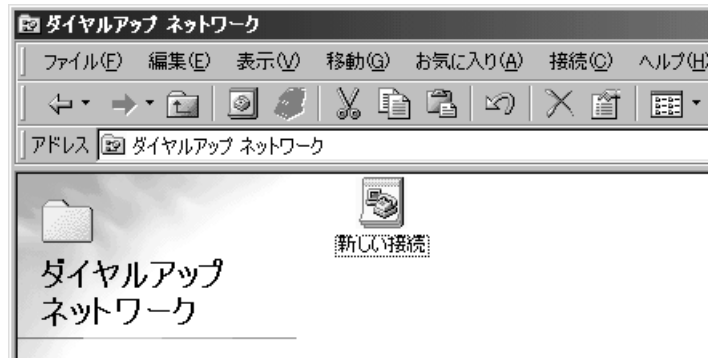 ダイヤルアップ ネットワーク
ファイル(F) 編集(E) 表示(V) 移動(G) お気に入り(A) 接続(C) ヘルプ(H)
アドレス ダイヤルアップ ネットワーク
新しい接続
ダイヤルアップ
ネットワーク